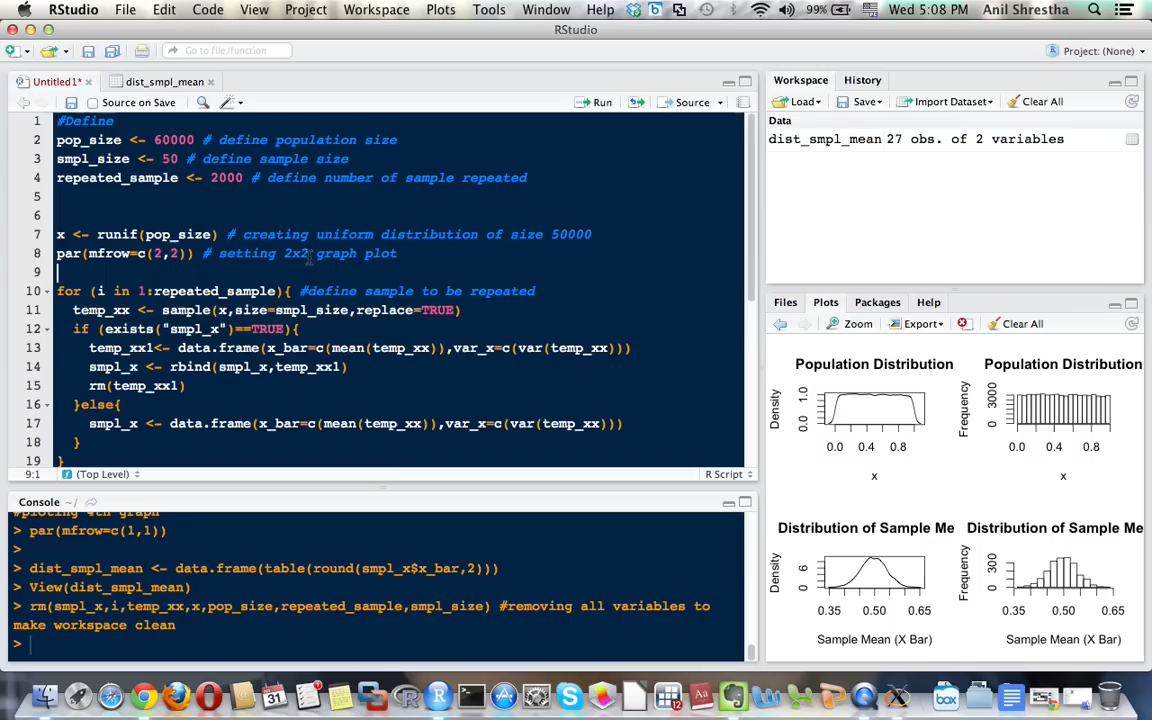 RStudio File Edit Code View Project Workspace Plots Tools Window Help 99% Wed 5:08 PM Anil Shrestha
RStudio
Go to file/function Project: (None)
Untitled1* dist_smpl_mean
Source on Save Run Source
1 #Define
2 pop_size <- 60000 # define population size
3 smpl_size <- 50 # define sample size
4 repeated_sample <- 2000 # define number of sample repeated
5
6
7 x <- runif(pop_size) # creating uniform distribution of size 50000
8 par(mfrow=c(2,2)) # setting 2x2 graph plot
9
10 for (i in 1:repeated_sample){ #define sample to be repeated
11 temp_xx <- sample(x,size=smpl_size,replace=TRUE)
12 if (exists("smpl_x")==TRUE){
13 temp_xx1<- data.frame(x_bar=c(mean(temp_xx)),var_x=c(var(temp_xx)))
14 smpl_x <- rbind(smpl_x,temp_xx1)
15 rm(temp_xx1)
16 }else{
17 smpl_x <- data.frame(x_bar=c(mean(temp_xx)),var_x=c(var(temp_xx)))
18 }
19 }
9:1 (Top Level) R Script
Console ~/
#ploting 4th graph
> par(mfrow=c(1,1))
>
> dist_smpl_mean <- data.frame(table(round(smpl_x$x_bar,2)))
> View(dist_smpl_mean)
> rm(smpl_x,i,temp_xx,x,pop_size,repeated_sample,smpl_size) #removing all variables to
make workspace clean
>
Workspace History
Load Save Import Dataset Clear All
Data
dist_smpl_mean 27 obs. of 2 variables
Files Plots Packages Help
Zoom Export Clear All
Population Distribution Population Distribution
Density 0.0 1.0 Frequency 0 3000
0.0 0.4 0.8 0.0 0.4 0.8
x x
Distribution of Sample Me Distribution of Sample Me
Density 0 6 Frequency 0 300
0.35 0.50 0.65 0.35 0.50 0.65
Sample Mean (X Bar) Sample Mean (X Bar)